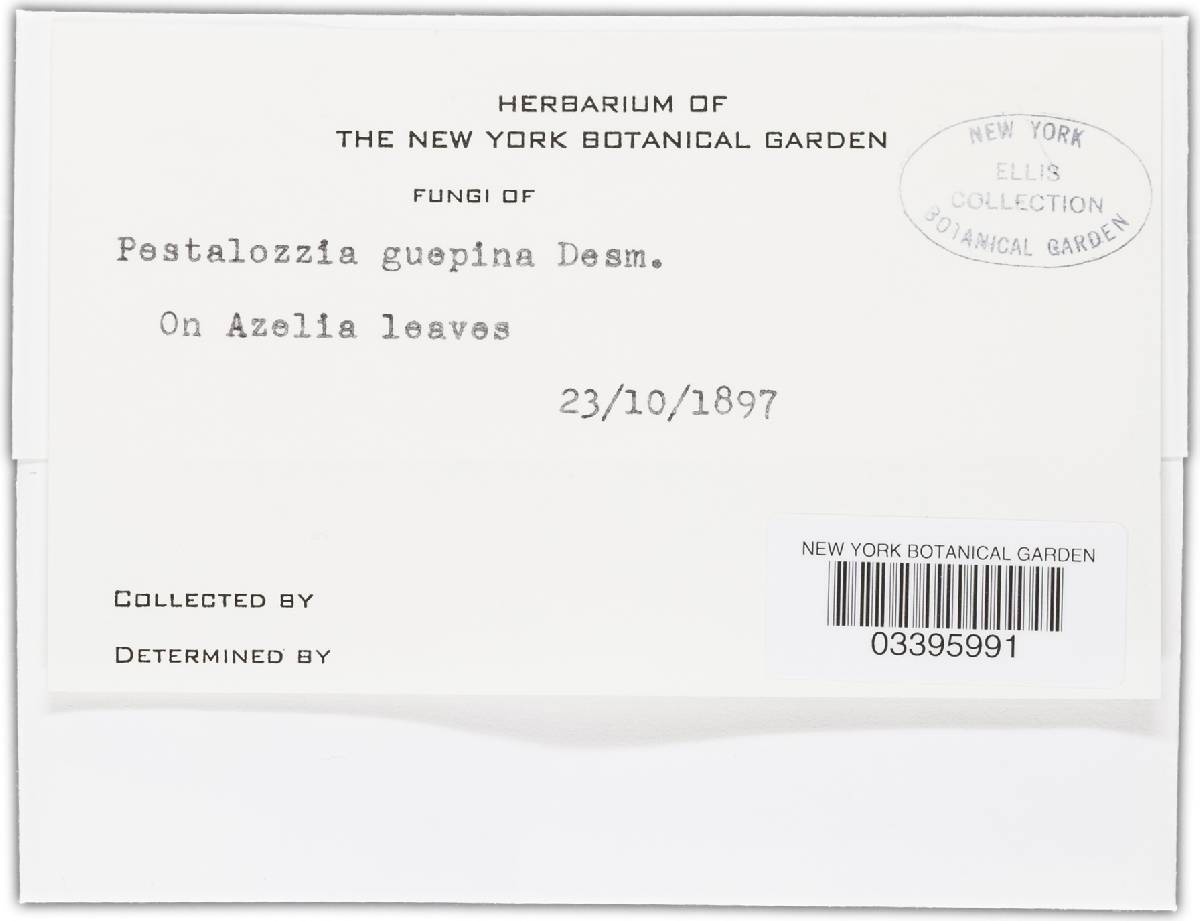 HERBARIUM OF
THE NEW YORK BOTANICAL GARDEN
FUNGI OF
NEW YORK
ELLIS
COLLECTION
BOTANICAL GARDEN
Pestalozzia guepina Desm.
On Azelia leaves
23/10/1897
NEW YORK BOTANICAL GARDEN
03395991
COLLECTED BY
DETERMINED BY